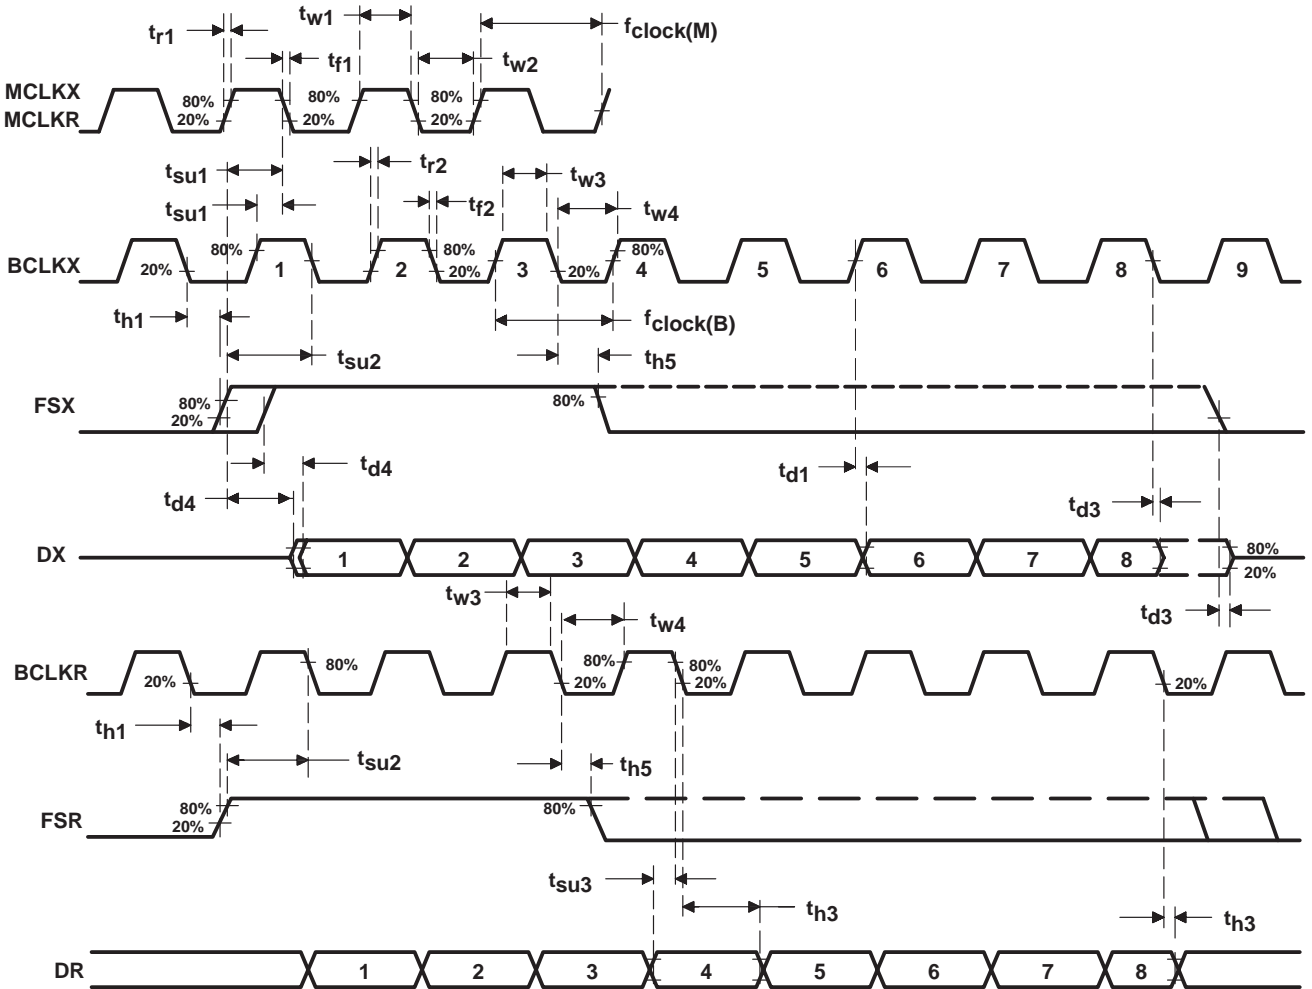 tr1
tw1
fclock(M)
tf1
tw2
MCLKX
MCLKR
80%
20%
80%
20%
80%
20%
tsu1
tr2
tw3
tsu1
tf2
tw4
BCLKX
20%
80%
1
2
80%
20%
3
20%
80%
4
5
6
7
8
9
th1
fclock(B)
tsu2
th5
FSX
80%
20%
80%
td4
td1
td4
td3
DX
1
2
3
4
5
6
7
8
80%
20%
tw3
tw4
td3
BCLKR
20%
80%
20%
80%
80%
20%
20%
th1
tsu2
th5
FSR
80%
20%
80%
tsu3
th3
th3
DR
1
2
3
4
5
6
7
8